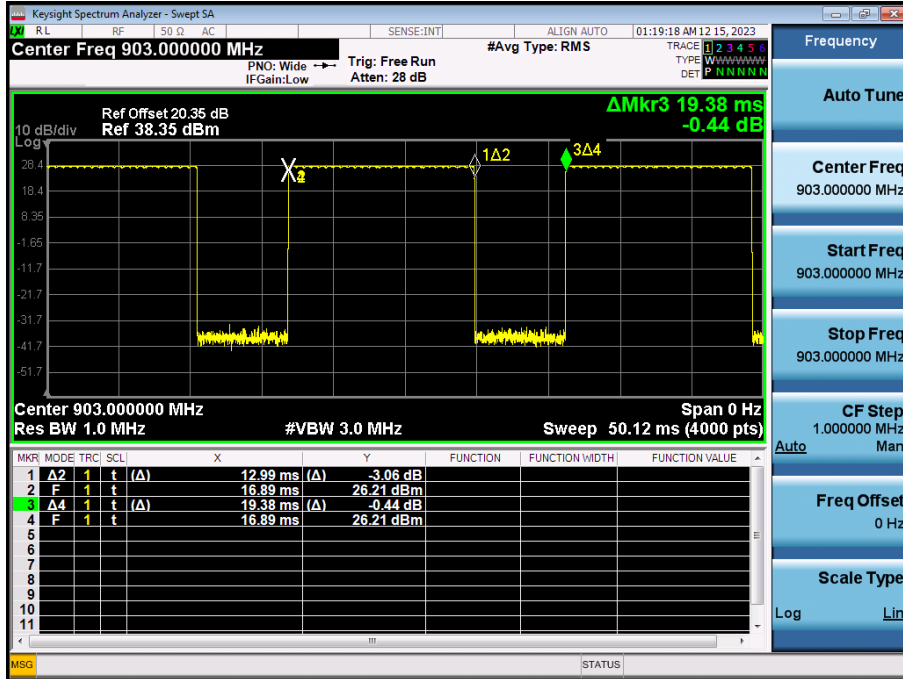 Keysight Spectrum Analyzer - Swept SA
LXI RL RF 50 Ω AC SENSE:INT ALIGN AUTO 01:19:18 AM 12 15, 2023
Center Freq 903.000000 MHz #Avg Type: RMS TRACE 1 2 3 4 5 6
PNO: Wide Trig: Free Run TYPE WWWWWW
IFGain:Low Atten: 28 dB DET P N N N N N
Ref Offset 20.35 dB ΔMkr3 19.38 ms
10 dB/div Ref 38.35 dBm -0.44 dB
Log
1Δ2 3Δ4
28.4
X2
18.4
8.35
-1.65
-11.7
-21.7
-31.7
-41.7
-51.7
Center 903.000000 MHz Span 0 Hz
Res BW 1.0 MHz #VBW 3.0 MHz Sweep 50.12 ms (4000 pts)
MKR MODE TRC SCL X Y FUNCTION FUNCTION WIDTH FUNCTION VALUE
1 Δ2 1 t (Δ) 12.99 ms (Δ) -3.06 dB
2 F 1 t 16.89 ms 26.21 dBm
3 Δ4 1 t (Δ) 19.38 ms (Δ) -0.44 dB
4 F 1 t 16.89 ms 26.21 dBm
5
6
7
8
9
10
11
MSG STATUS
Frequency
Auto Tune
Center Freq
903.000000 MHz
Start Freq
903.000000 MHz
Stop Freq
903.000000 MHz
CF Step
1.000000 MHz
Auto Man
Freq Offset
0 Hz
Scale Type
Log Lin